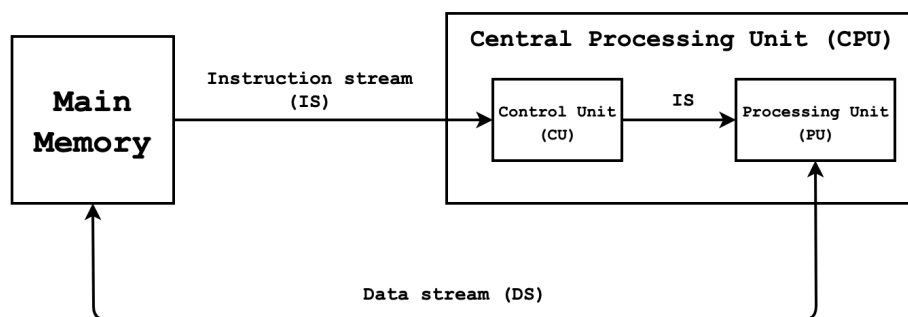 Central Processing Unit (CPU)
Main
Memory
Instruction stream
(IS)
Control Unit
(CU)
IS
Processing Unit
(PU)
Data stream (DS)